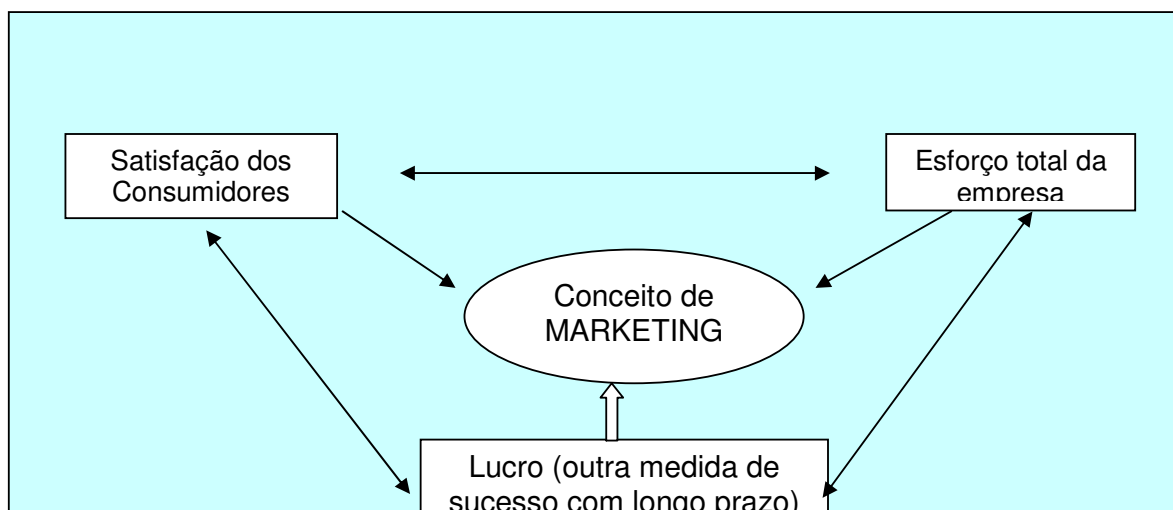 Satisfação dos
Consumidores
Esforço total da
empresa
Conceito de
MARKETING
Lucro (outra medida de
sucesso com longo prazo)